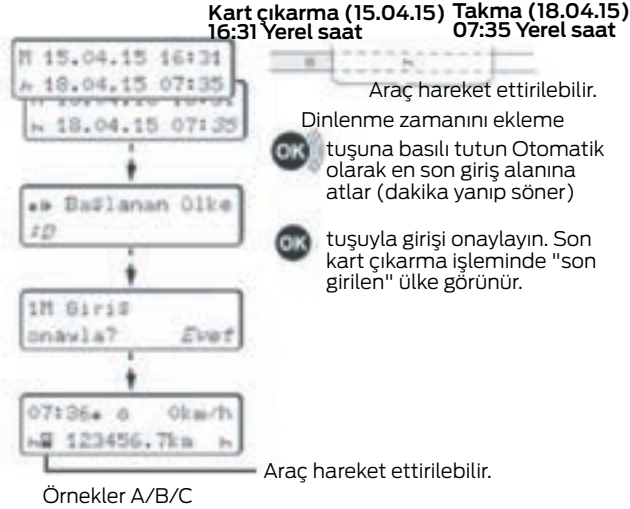 Kart çıkarma (15.04.15) Takma (18.04.15)
16:31 Yerel saat 07:35 Yerel saat
M 15.04.15 16:31
18.04.15 07:35
18.04.15 07:35
Araç hareket ettirilebilir.
Dinlenme zamanını ekleme
OK tuşuna basılı tutun Otomatik
olarak en son giriş alanına
atlar (dakika yanıp söner)
Başlanan Ülke
:D
OK tuşuyla girişi onaylayın. Son
kart çıkarma işleminde "son
girilen" ülke görünür.
1M Giriş
onayla? Evet
07:36 0km/h
123456.7km
Araç hareket ettirilebilir.
Örnekler A/B/C